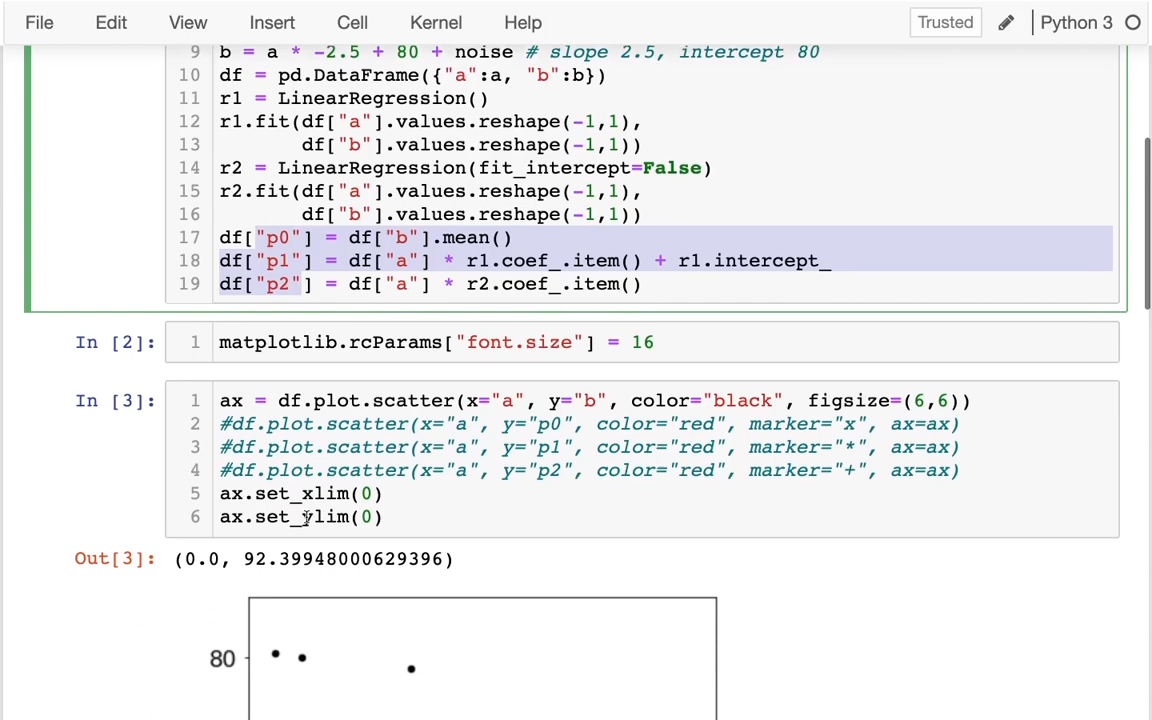 File Edit View Insert Cell Kernel Help Trusted Python 3
9 b = a * -2.5 + 80 + noise # slope 2.5, intercept 80
10 df = pd.DataFrame({"a":a, "b":b})
11 r1 = LinearRegression()
12 r1.fit(df["a"].values.reshape(-1,1),
13 df["b"].values.reshape(-1,1))
14 r2 = LinearRegression(fit_intercept=False)
15 r2.fit(df["a"].values.reshape(-1,1),
16 df["b"].values.reshape(-1,1))
17 df["p0"] = df["b"].mean()
18 df["p1"] = df["a"] * r1.coef_.item() + r1.intercept_
19 df["p2"] = df["a"] * r2.coef_.item()
In [2]: 1 matplotlib.rcParams["font.size"] = 16
In [3]: 1 ax = df.plot.scatter(x="a", y="b", color="black", figsize=(6,6))
2 #df.plot.scatter(x="a", y="p0", color="red", marker="x", ax=ax)
3 #df.plot.scatter(x="a", y="p1", color="red", marker="*", ax=ax)
4 #df.plot.scatter(x="a", y="p2", color="red", marker="+", ax=ax)
5 ax.set_xlim(0)
6 ax.set_ylim(0)
Out[3]: (0.0, 92.39948000629396)
80